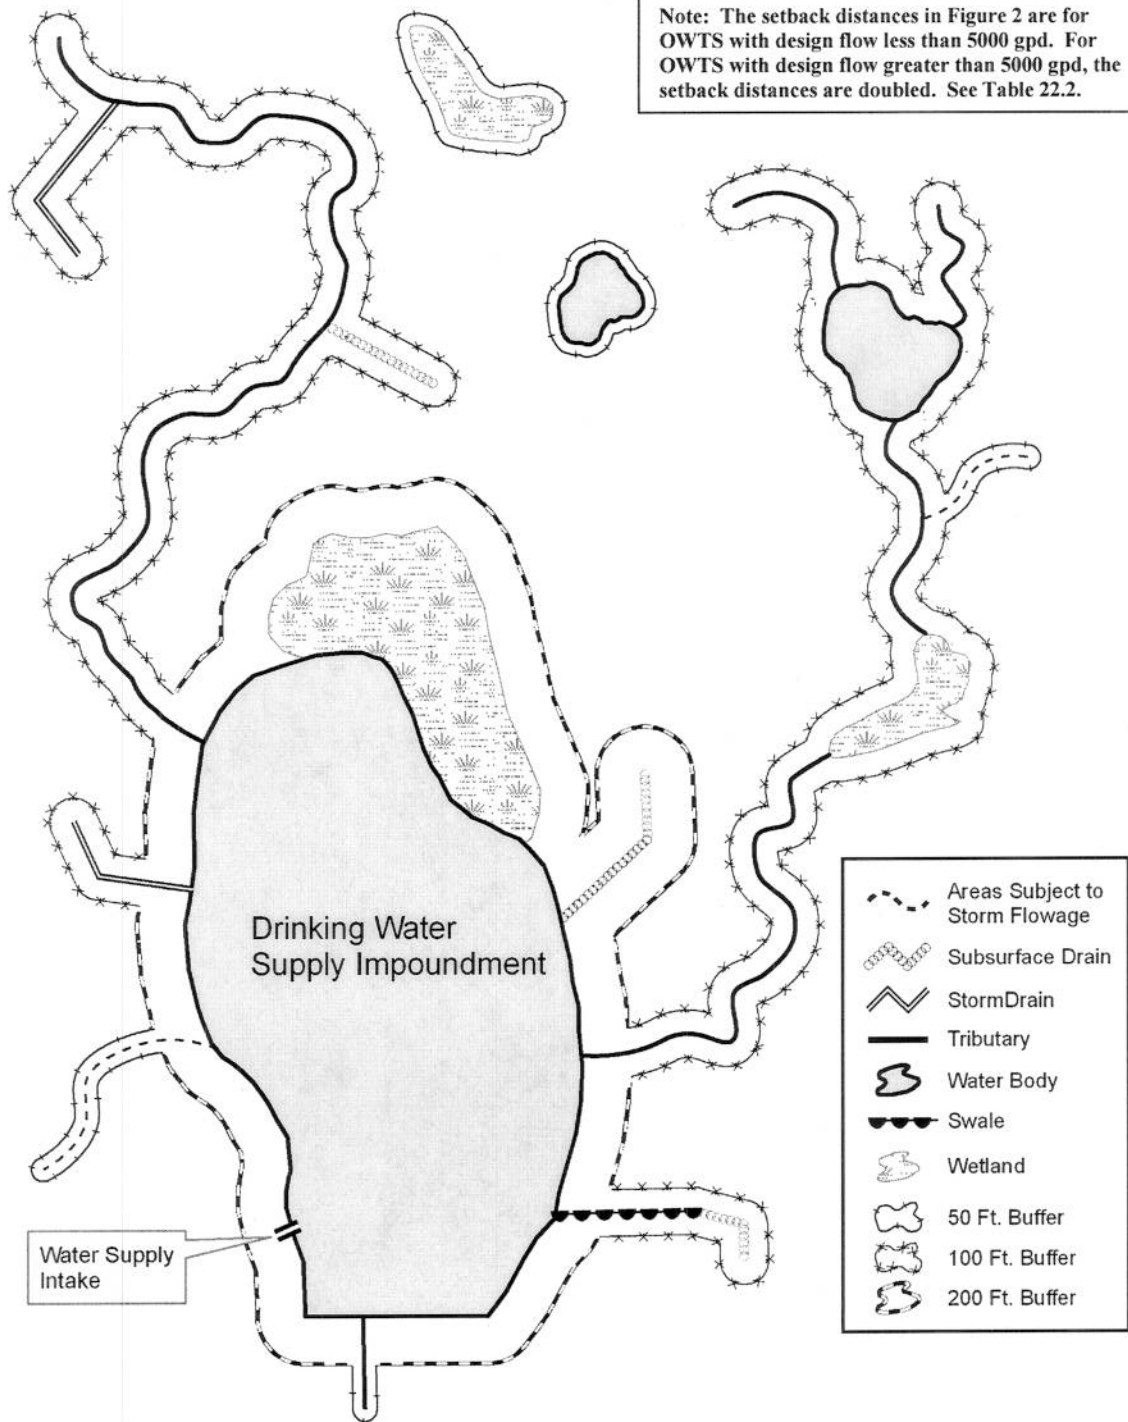 Note: The setback distances in Figure 2 are for
OWTS with design flow less than 5000 gpd. For
OWTS with design flow greater than 5000 gpd, the
setback distances are doubled. See Table 22.2.
Drinking Water
Supply Impoundment
Water Supply
Intake
Areas Subject to
Storm Flowage
Subsurface Drain
StormDrain
Tributary
Water Body
Swale
Wetland
50 Ft. Buffer
100 Ft. Buffer
200 Ft. Buffer